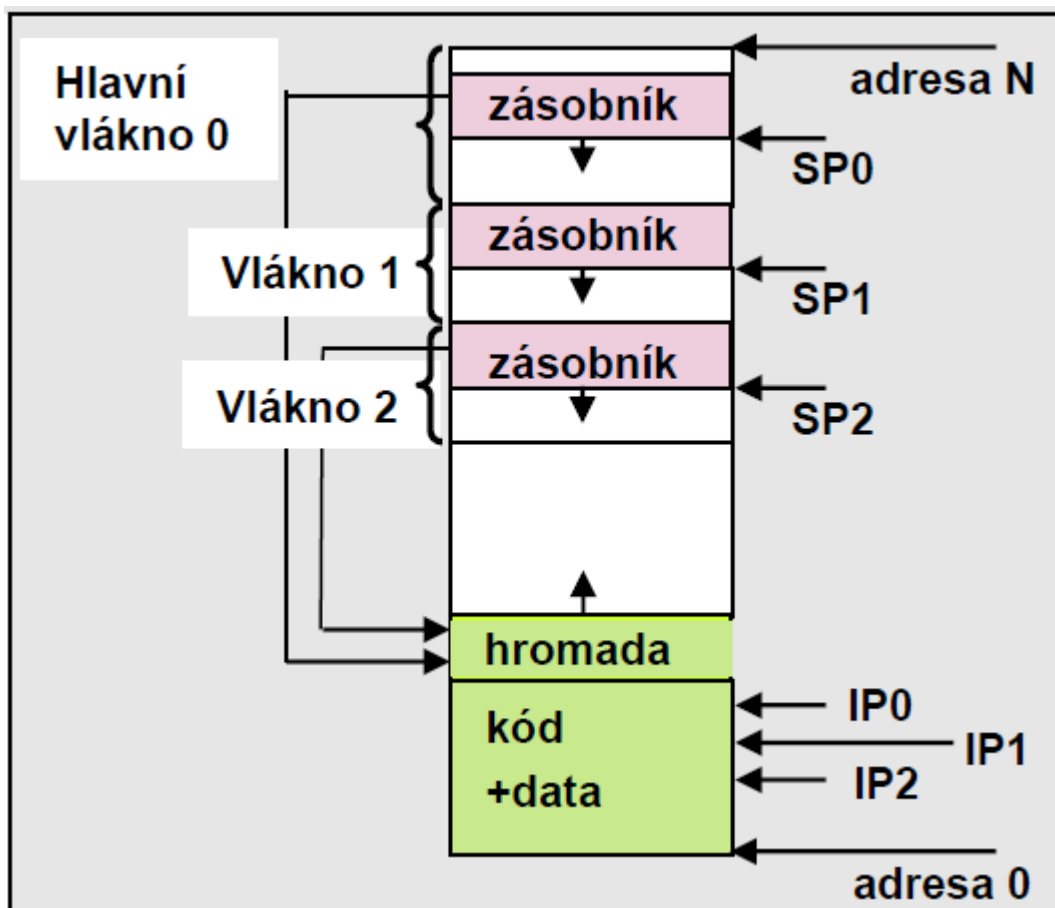 Hlavní
vlákno 0
zásobník
adresa N
SP0
zásobník
Vlákno 1
SP1
zásobník
Vlákno 2
SP2
hromada
kód
+data
IP0
IP1
IP2
adresa 0